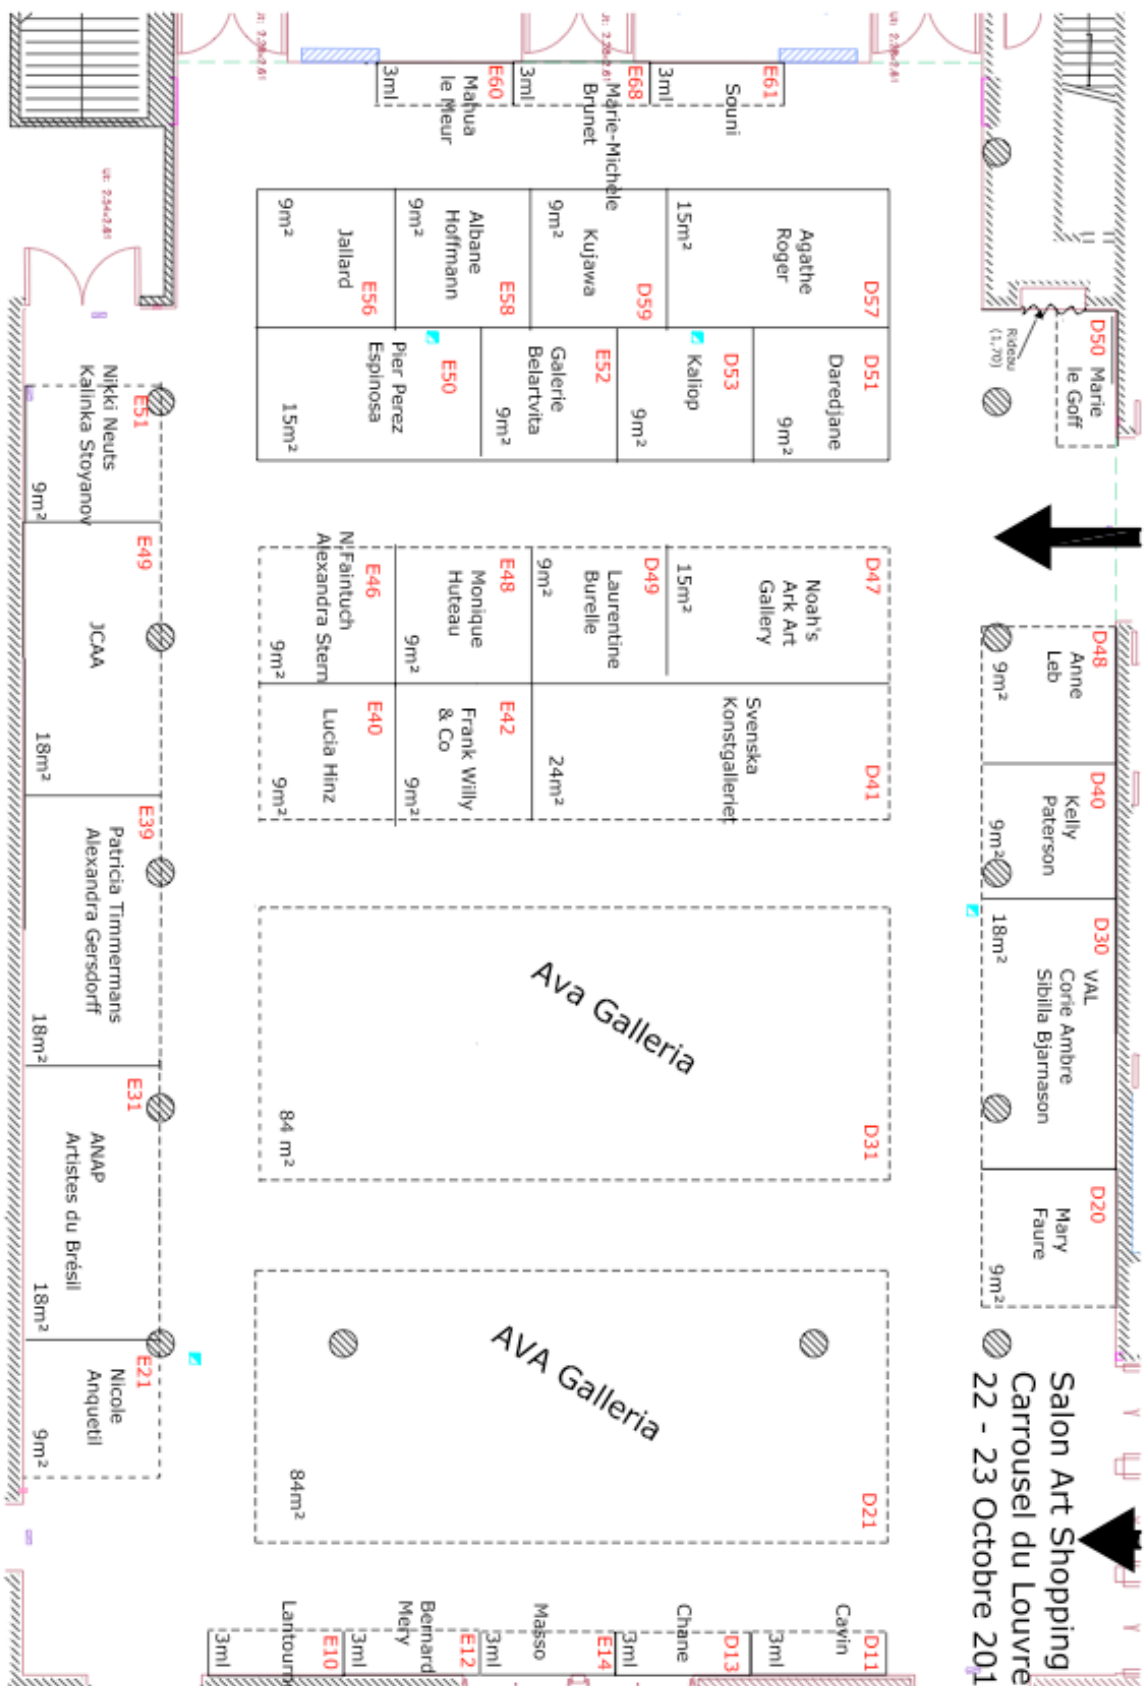 Salon Art Shopping
Carrousel du Louvre
22 - 23 Octobre 201
Ut: 2.54x2.61
E60
Mahua
le Meur
3ml
E68
Marie-Michèle
Brunet
3ml
E61
Souni
3ml
Jallard
E56
9m²
Albane
Hoffmann
E58
9m²
Kujawa
D59
9m²
Agathe
Roger
D57
15m²
Pier Perez
Espinosa
E50
15m²
Galerie
Belartvita
E52
9m²
Kaliop
D53
9m²
Daredjane
D51
9m²
Rideau
(1,70)
D50 Marie
le Goff
E51
Nikki Neuts
Kalinka Stoyanov
9m²
E49
JCAA
18m²
E39
Patricia Timmermans
Alexandra Gersdorff
18m²
E31
ANAP
Artistes du Brésil
18m²
E21
Nicole
Anquetil
9m²
N.Faintuch
Alexandra Stern
E46
9m²
Monique
Huteau
E48
9m²
Laurentine
Burelle
D49
9m²
Noah's
Ark Art
Gallery
D47
15m²
Lucia Hinz
E40
9m²
Frank Willy
& Co
E42
9m²
Svenska
Konstgalleriet
D41
24m²
D48
Anne
Leb
9m²
D40
Kelly
Paterson
9m²
D30
VAL
Corie Ambre
Sibilla Bjarnason
18m²
D20
Mary
Faure
9m²
Ava Galleria
84 m²
D31
AVA Galleria
84m²
D21
Lantourn
E10
3ml
Bernard
Mery
E12
3ml
Masso
E14
3ml
Chane
D13
3ml
Cavin
D11
3ml